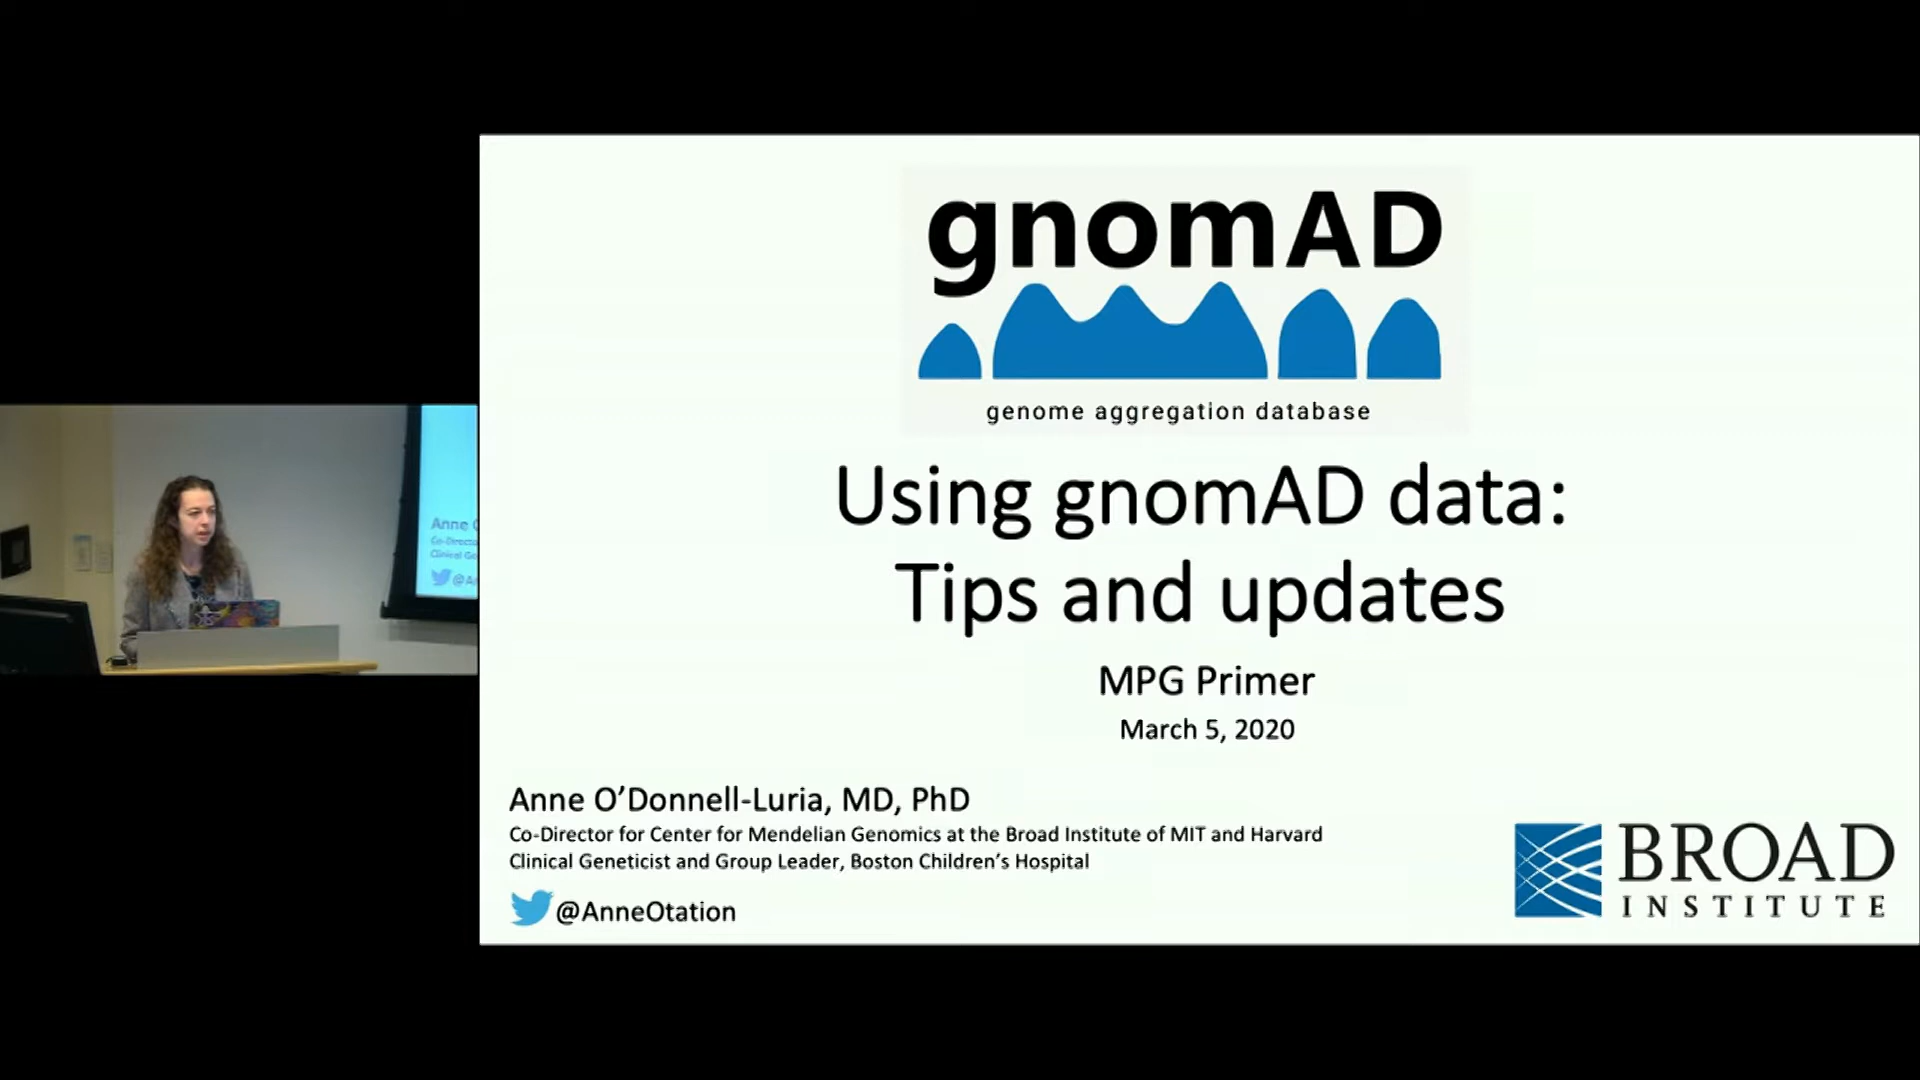 gnomAD
genome aggregation database
Using gnomAD data:
Tips and updates
MPG Primer
March 5, 2020
Anne O’Donnell-Luria, MD, PhD
Co-Director for Center for Mendelian Genomics at the Broad Institute of MIT and Harvard
Clinical Geneticist and Group Leader, Boston Children’s Hospital
@AnneOtation
BROAD
INSTITUTE
Anne